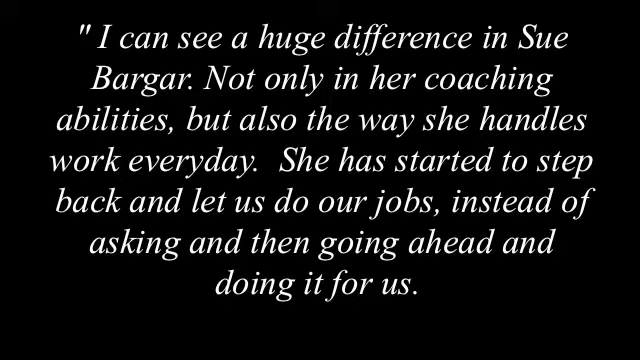 " I can see a huge difference in Sue
Bargar. Not only in her coaching
abilities, but also the way she handles
work everyday.  She has started to step
back and let us do our jobs, instead of
asking and then going ahead and
doing it for us.